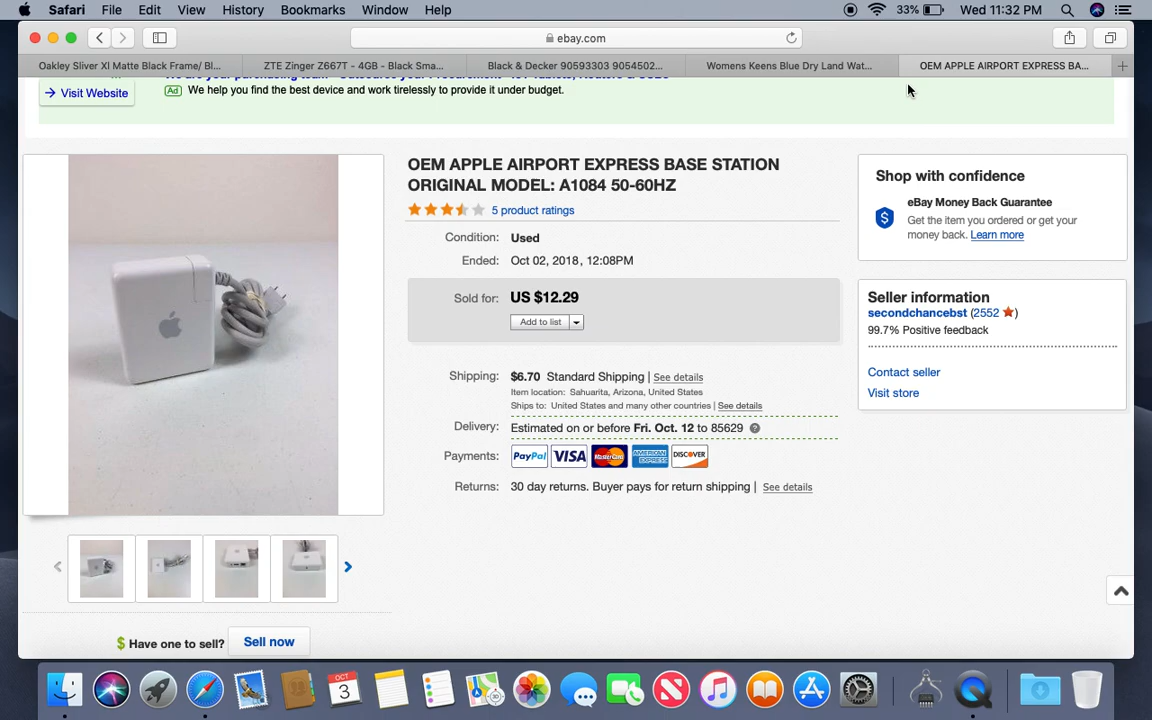 Safari File Edit View History Bookmarks Window Help 33% Wed 11:32 PM
ebay.com
Oakley Sliver Xl Matte Black Frame/ Bl...
ZTE Zinger Z667T - 4GB - Black Sma...
Black & Decker 90593303 9054502...
Womens Keens Blue Dry Land Wat...
OEM APPLE AIRPORT EXPRESS BA...
→ Visit Website
Ad We help you find the best device and work tirelessly to provide it under budget.
OEM APPLE AIRPORT EXPRESS BASE STATION
ORIGINAL MODEL: A1084 50-60HZ
5 product ratings
Condition: Used
Ended: Oct 02, 2018, 12:08PM
Sold for: US $12.29
Add to list
Shipping: $6.70 Standard Shipping | See details
Item location: Sahuarita, Arizona, United States
Ships to: United States and many other countries | See details
Delivery: Estimated on or before Fri. Oct. 12 to 85629 ?
Payments: PayPal VISA MasterCard AMERICAN EXPRESS DISCOVER
Returns: 30 day returns. Buyer pays for return shipping | See details
$ Have one to sell? Sell now
Shop with confidence
eBay Money Back Guarantee
Get the item you ordered or get your
money back. Learn more
Seller information
secondchancebst (2552 ★)
99.7% Positive feedback
Contact seller
Visit store
OCT
3